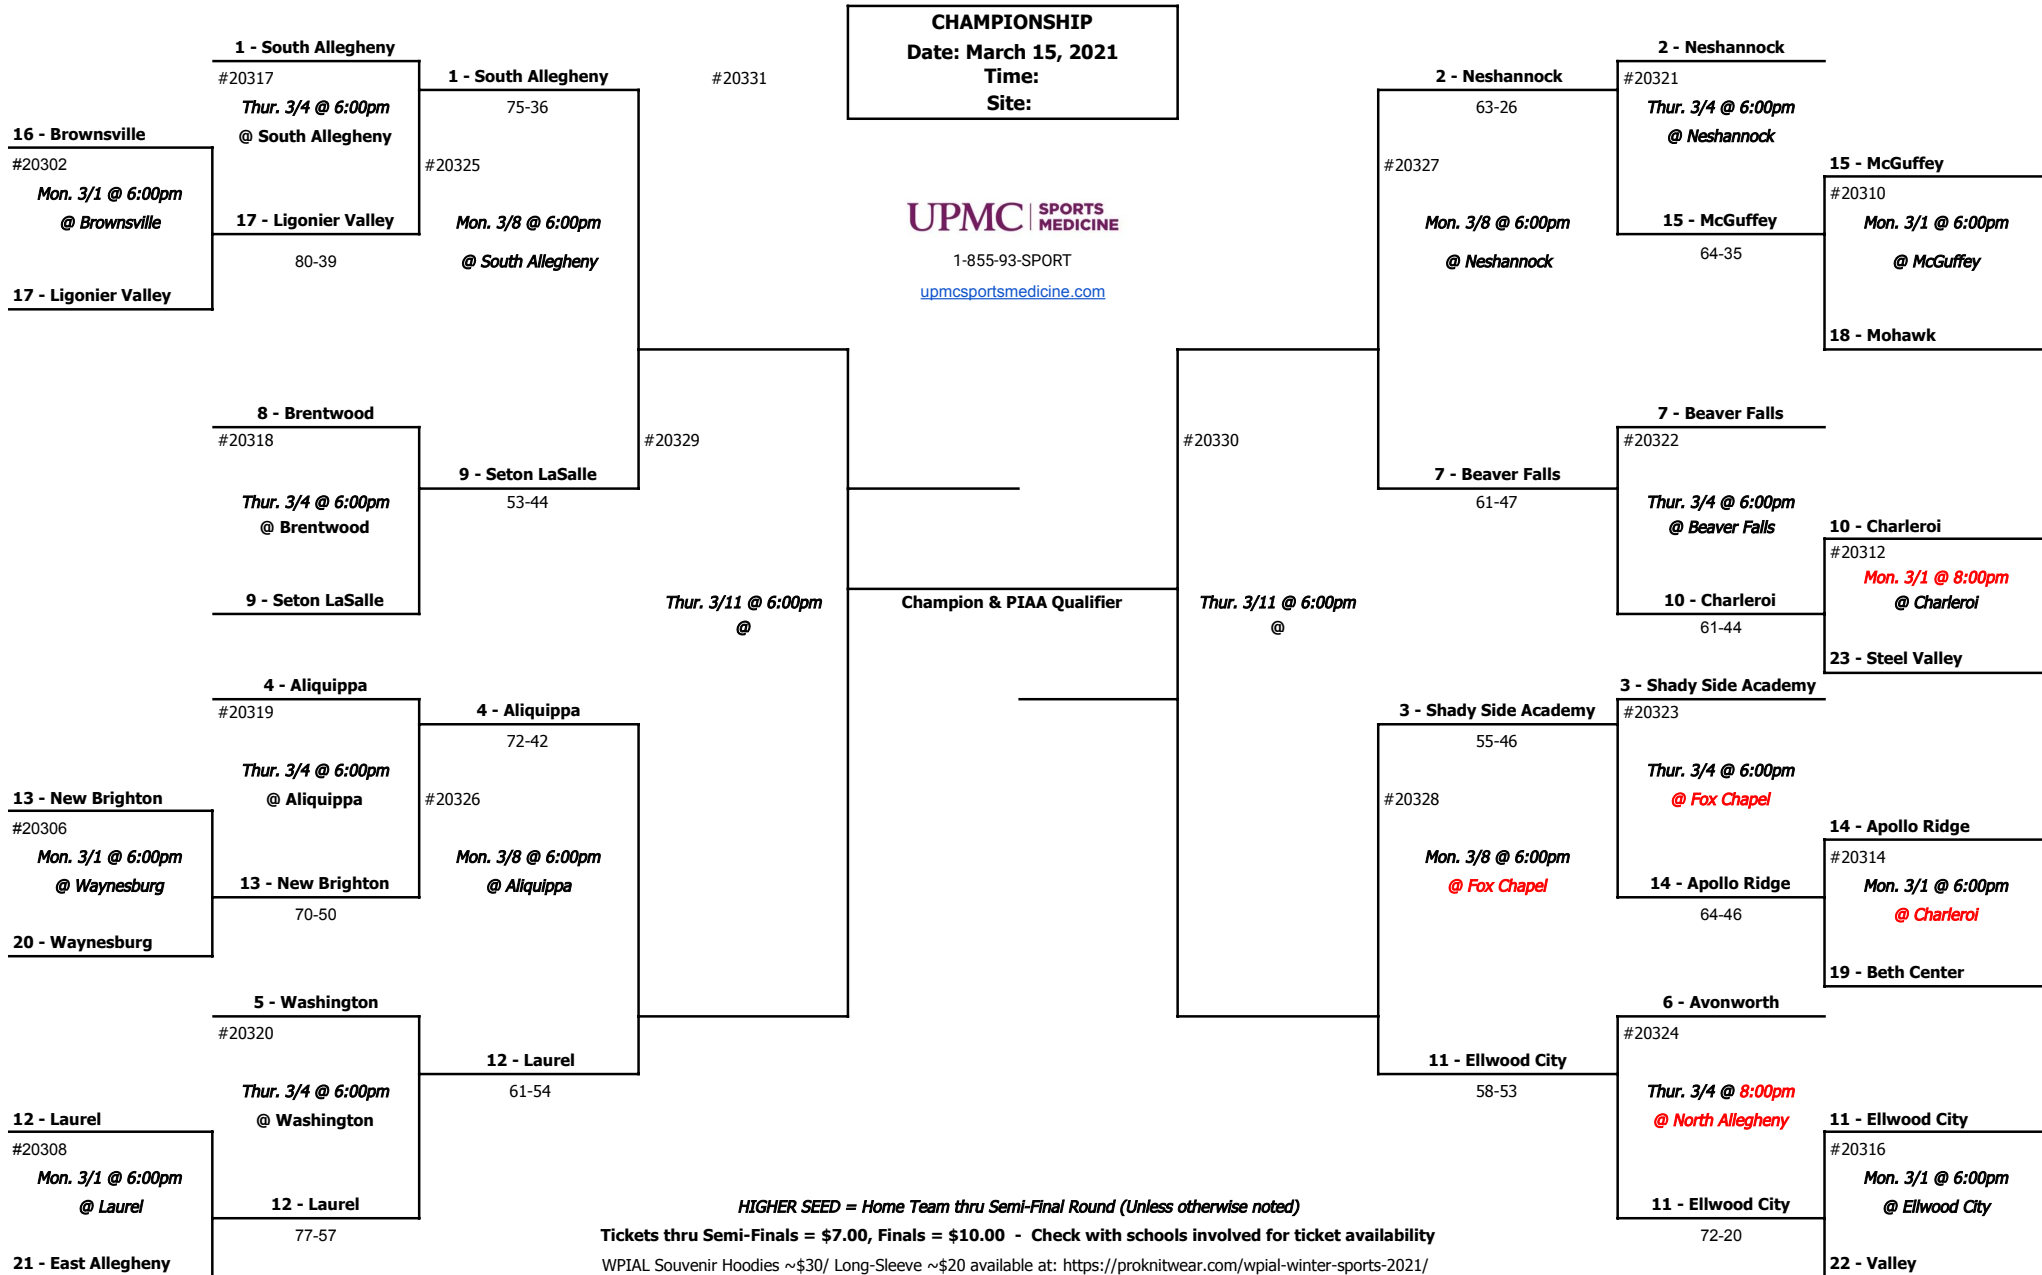 CHAMPIONSHIP
Date: March 15, 2021
Time:
Site:
1 - South Allegheny
#20317
Thur. 3/4 @ 6:00pm
@ South Allegheny
16 - Brownsville
#20302
Mon. 3/1 @ 6:00pm
@ Brownsville
17 - Ligonier Valley
80-39
17 - Ligonier Valley
1 - South Allegheny
75-36
#20325
Mon. 3/8 @ 6:00pm
@ South Allegheny
#20331
8 - Brentwood
#20318
Thur. 3/4 @ 6:00pm
@ Brentwood
9 - Seton LaSalle
9 - Seton LaSalle
53-44
#20329
Thur. 3/11 @ 6:00pm
@
4 - Aliquippa
#20319
Thur. 3/4 @ 6:00pm
@ Aliquippa
13 - New Brighton
#20306
Mon. 3/1 @ 6:00pm
@ Waynesburg
13 - New Brighton
70-50
20 - Waynesburg
4 - Aliquippa
72-42
#20326
Mon. 3/8 @ 6:00pm
@ Aliquippa
5 - Washington
#20320
Thur. 3/4 @ 6:00pm
@ Washington
12 - Laurel
61-54
12 - Laurel
#20308
Mon. 3/1 @ 6:00pm
@ Laurel
12 - Laurel
77-57
21 - East Allegheny
UPMC | SPORTS MEDICINE
1-855-93-SPORT
upmcsportsmedicine.com
Champion & PIAA Qualifier
2 - Neshannock
63-26
#20327
Mon. 3/8 @ 6:00pm
@ Neshannock
2 - Neshannock
#20321
Thur. 3/4 @ 6:00pm
@ Neshannock
15 - McGuffey
64-35
15 - McGuffey
#20310
Mon. 3/1 @ 6:00pm
@ McGuffey
18 - Mohawk
#20330
Thur. 3/11 @ 6:00pm
@
7 - Beaver Falls
61-47
7 - Beaver Falls
#20322
Thur. 3/4 @ 6:00pm
@ Beaver Falls
10 - Charleroi
61-44
10 - Charleroi
#20312
Mon. 3/1 @ 8:00pm
@ Charleroi
23 - Steel Valley
3 - Shady Side Academy
55-46
#20328
Mon. 3/8 @ 6:00pm
@ Fox Chapel
3 - Shady Side Academy
#20323
Thur. 3/4 @ 6:00pm
@ Fox Chapel
14 - Apollo Ridge
64-46
14 - Apollo Ridge
#20314
Mon. 3/1 @ 6:00pm
@ Charleroi
19 - Beth Center
6 - Avonworth
#20324
Thur. 3/4 @ 8:00pm
@ North Allegheny
11 - Ellwood City
58-53
11 - Ellwood City
72-20
11 - Ellwood City
#20316
Mon. 3/1 @ 6:00pm
@ Ellwood City
22 - Valley
HIGHER SEED = Home Team thru Semi-Final Round (Unless otherwise noted)
Tickets thru Semi-Finals = $7.00, Finals = $10.00 - Check with schools involved for ticket availability
WPIAL Souvenir Hoodies ~$30/ Long-Sleeve ~$20 available at: https://proknitwear.com/wpial-winter-sports-2021/